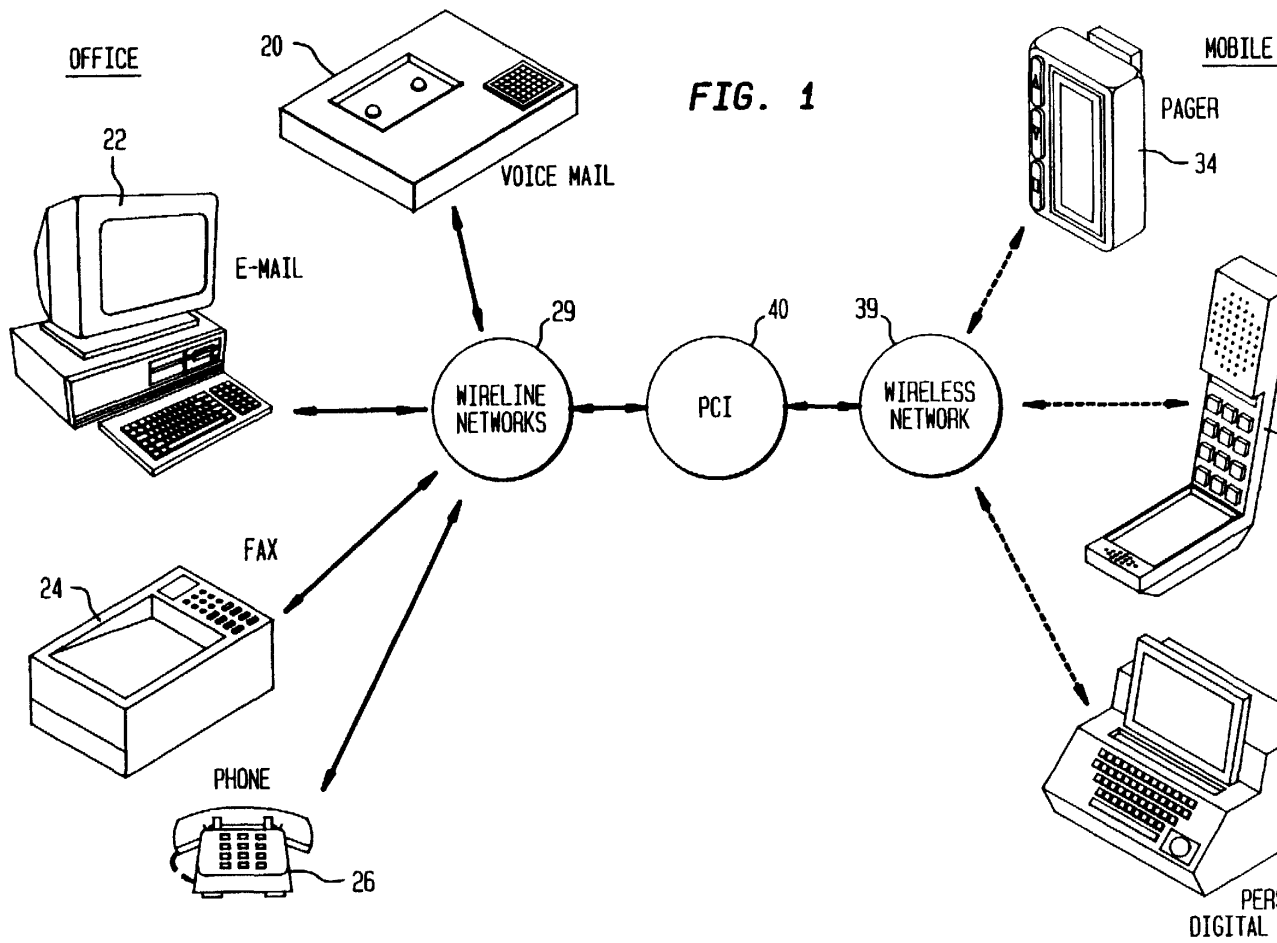 OFFICE
20
FIG. 1
MOBILE
PAGER
34
22
VOICE MAIL
E-MAIL
29
40
39
WIRELINE
NETWORKS
PCI
WIRELESS
NETWORK
FAX
24
PHONE
26
DIGITAL